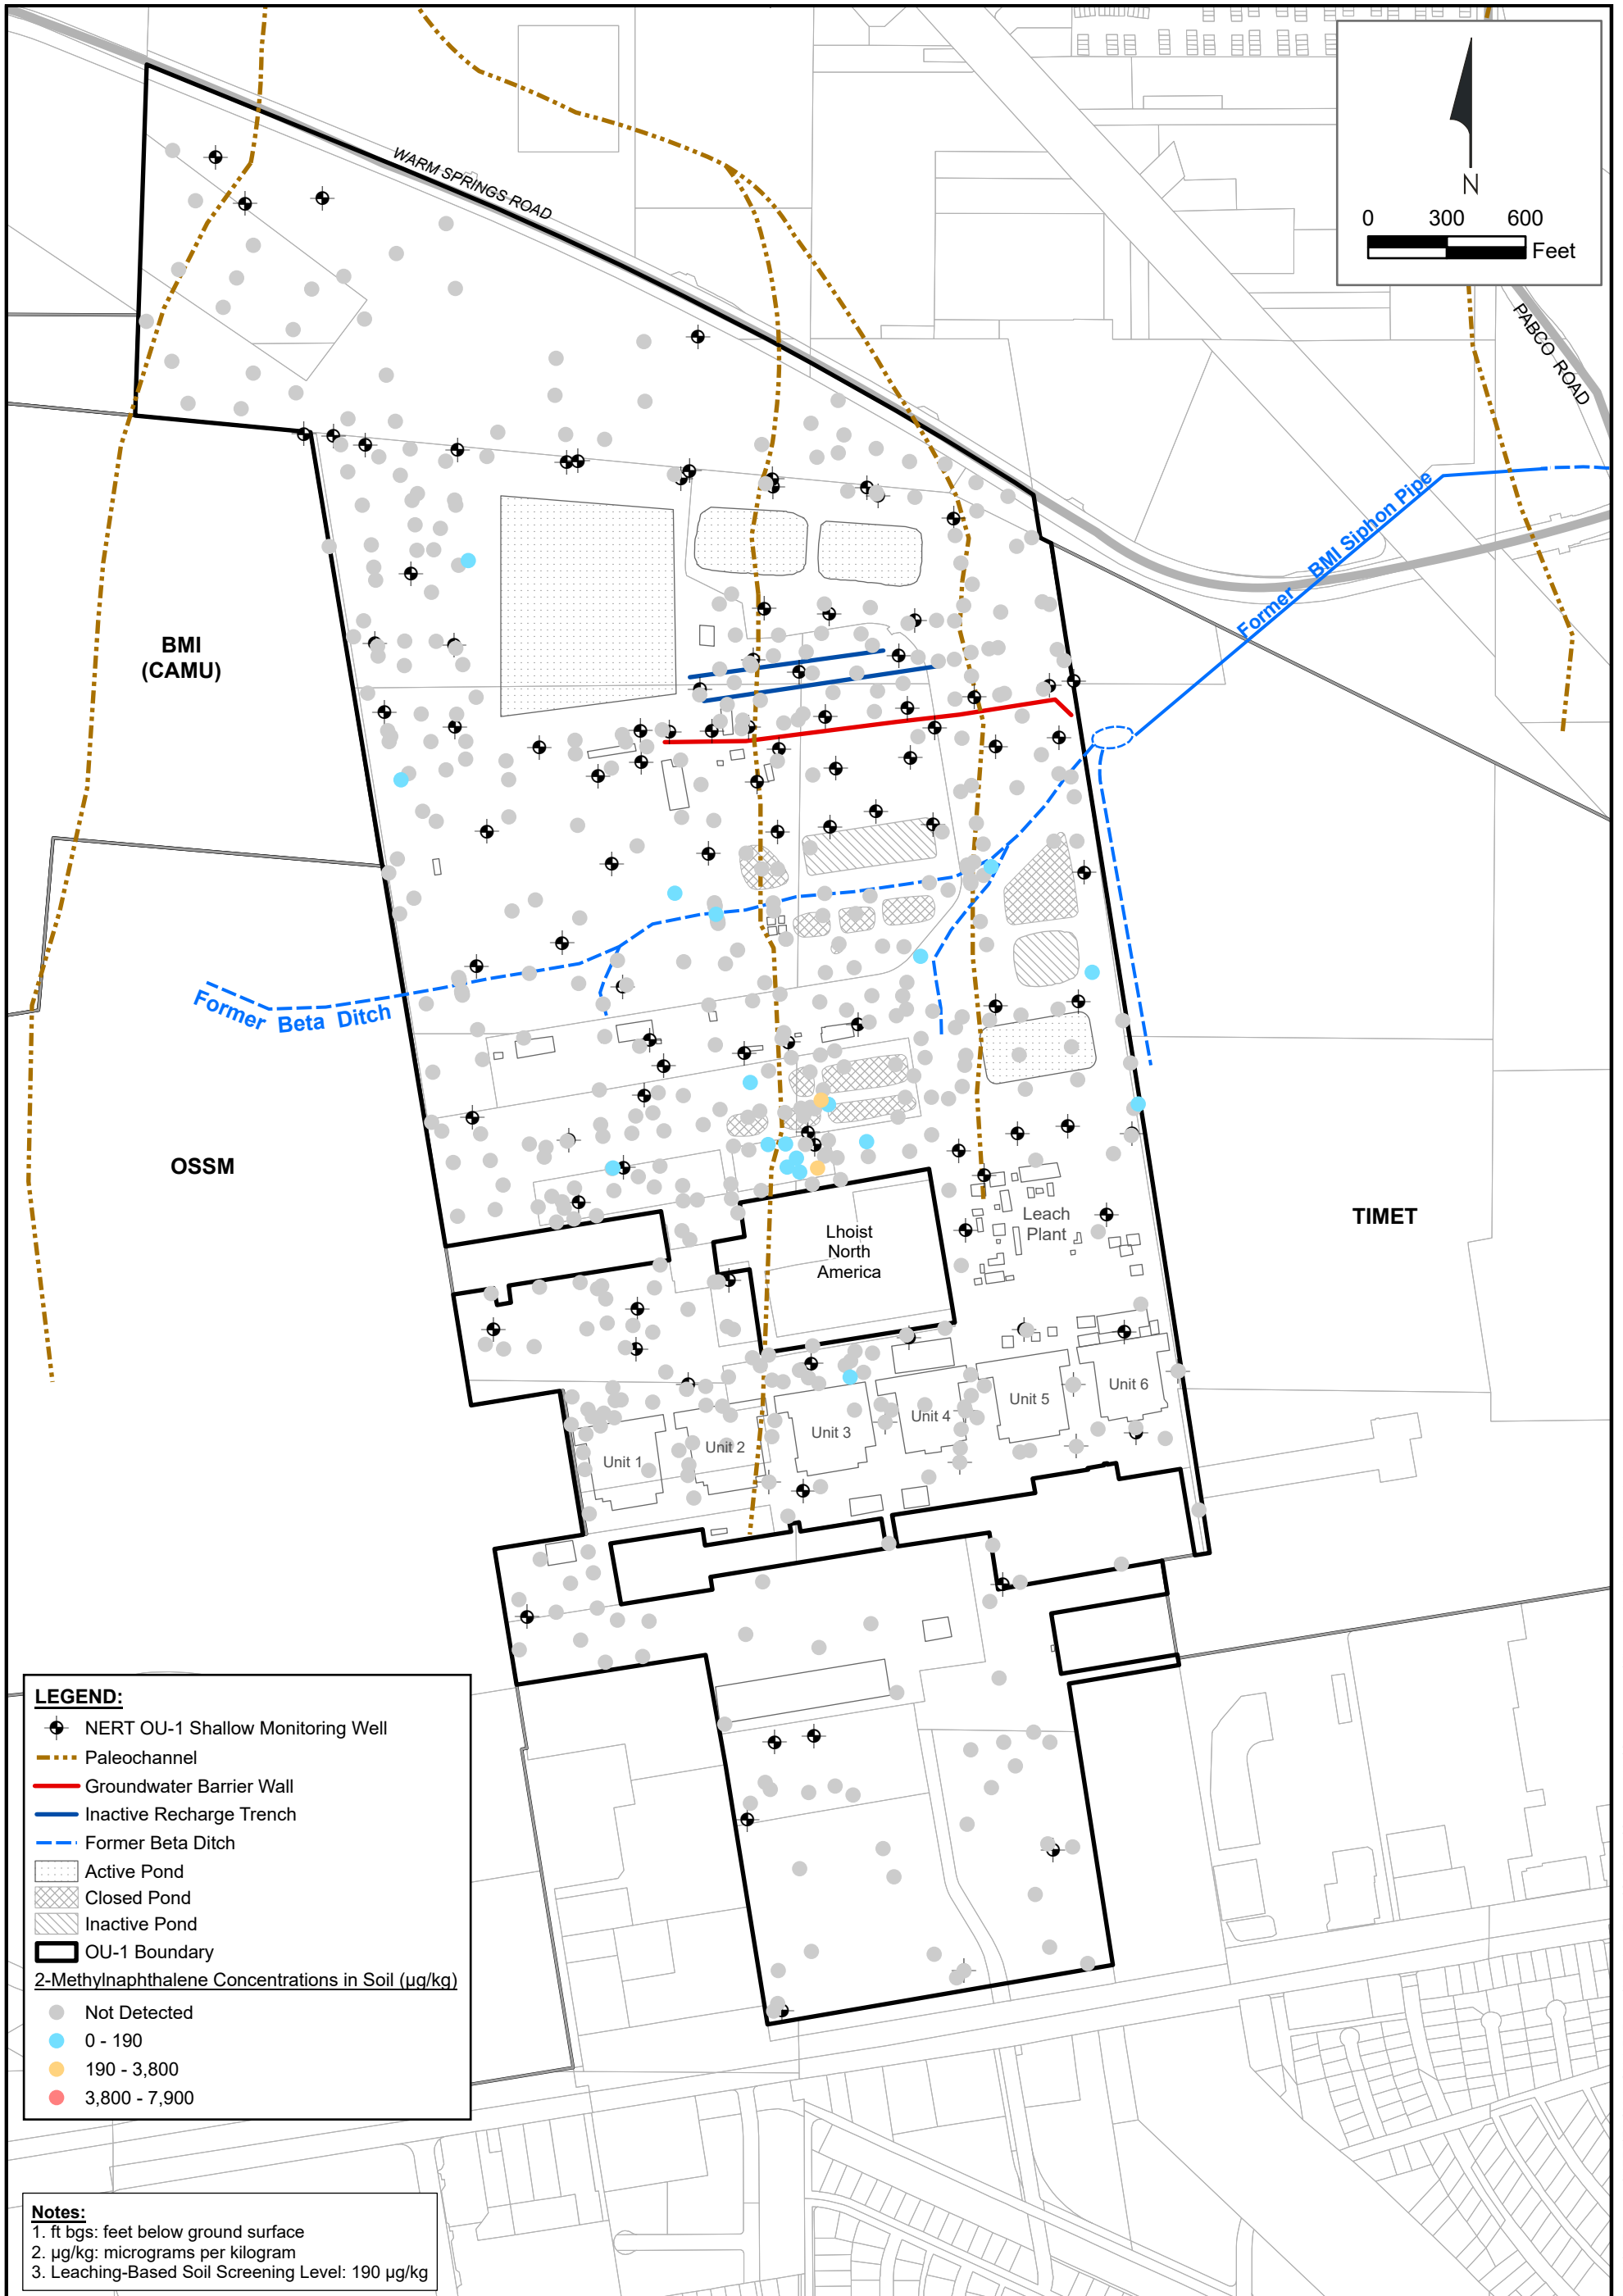 WARM SPRINGS ROAD
N
0 300 600
Feet
PABCO ROAD
Former BMI Siphon Pipe
BMI
(CAMU)
Former Beta Ditch
OSSM
TIMET
Lhoist
North
America
Leach
Plant
Unit 1
Unit 2
Unit 3
Unit 4
Unit 5
Unit 6
LEGEND:
NERT OU-1 Shallow Monitoring Well
Paleochannel
Groundwater Barrier Wall
Inactive Recharge Trench
Former Beta Ditch
Active Pond
Closed Pond
Inactive Pond
OU-1 Boundary
2-Methylnaphthalene Concentrations in Soil (µg/kg)
Not Detected
0 - 190
190 - 3,800
3,800 - 7,900
Notes:
1. ft bgs: feet below ground surface
2. µg/kg: micrograms per kilogram
3. Leaching-Based Soil Screening Level: 190 µg/kg